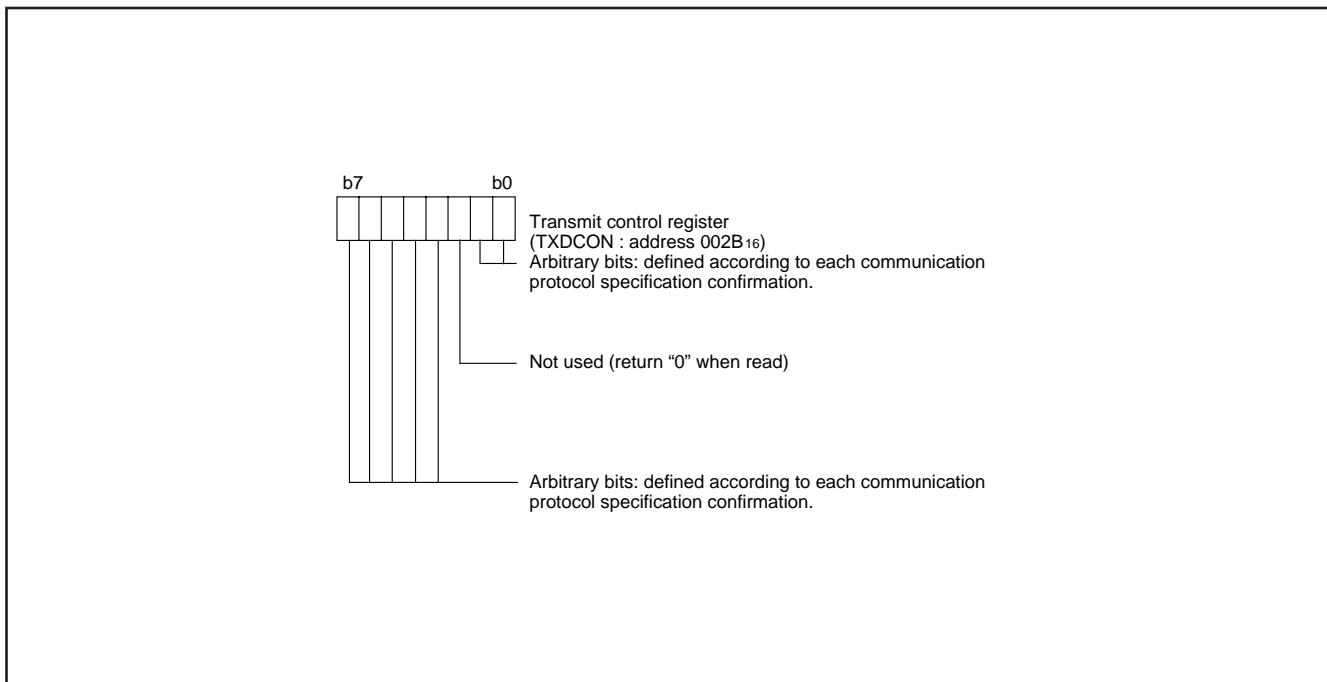 b7 b0
Transmit control register
(TXDCON : address 002B16)
Arbitrary bits: defined according to each communication
protocol specification confirmation.
Not used (return “0” when read)
Arbitrary bits: defined according to each communication
protocol specification confirmation.